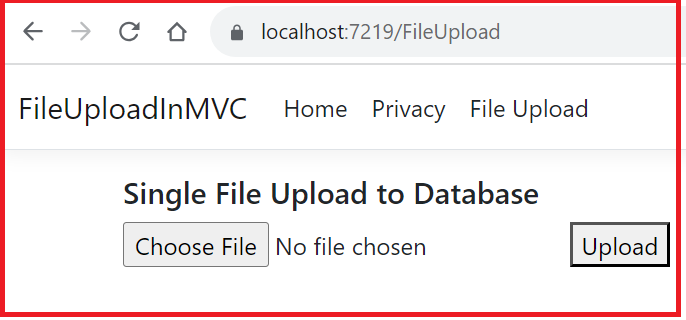 localhost:7219/FileUpload
FileUploadInMVC Home Privacy File Upload
Single File Upload to Database
Choose File No file chosen Upload